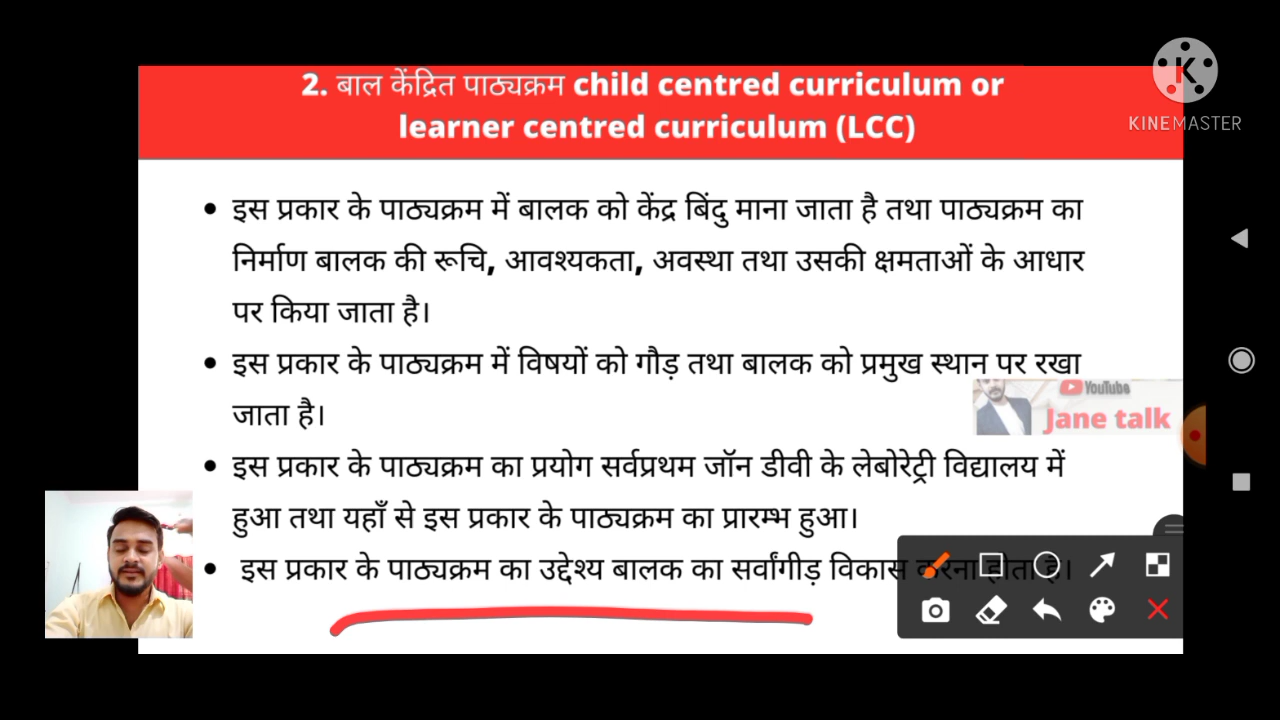 2. बाल केंद्रित पाठ्यक्रम child centred curriculum or
learner centred curriculum (LCC)
KINEMASTER
• इस प्रकार के पाठ्यक्रम में बालक को केंद्र बिंदु माना जाता है तथा पाठ्यक्रम का
निर्माण बालक की रूचि, आवश्यकता, अवस्था तथा उसकी क्षमताओं के आधार
पर किया जाता है।
• इस प्रकार के पाठ्यक्रम में विषयों को गौड़ तथा बालक को प्रमुख स्थान पर रखा
जाता है।
YouTube
Jane talk
• इस प्रकार के पाठ्यक्रम का प्रयोग सर्वप्रथम जॉन डीवी के लेबोरेट्री विद्यालय में
हुआ तथा यहाँ से इस प्रकार के पाठ्यक्रम का प्रारम्भ हुआ।
• इस प्रकार के पाठ्यक्रम का उद्देश्य बालक का सर्वांगीड़ विकास करना होता है।